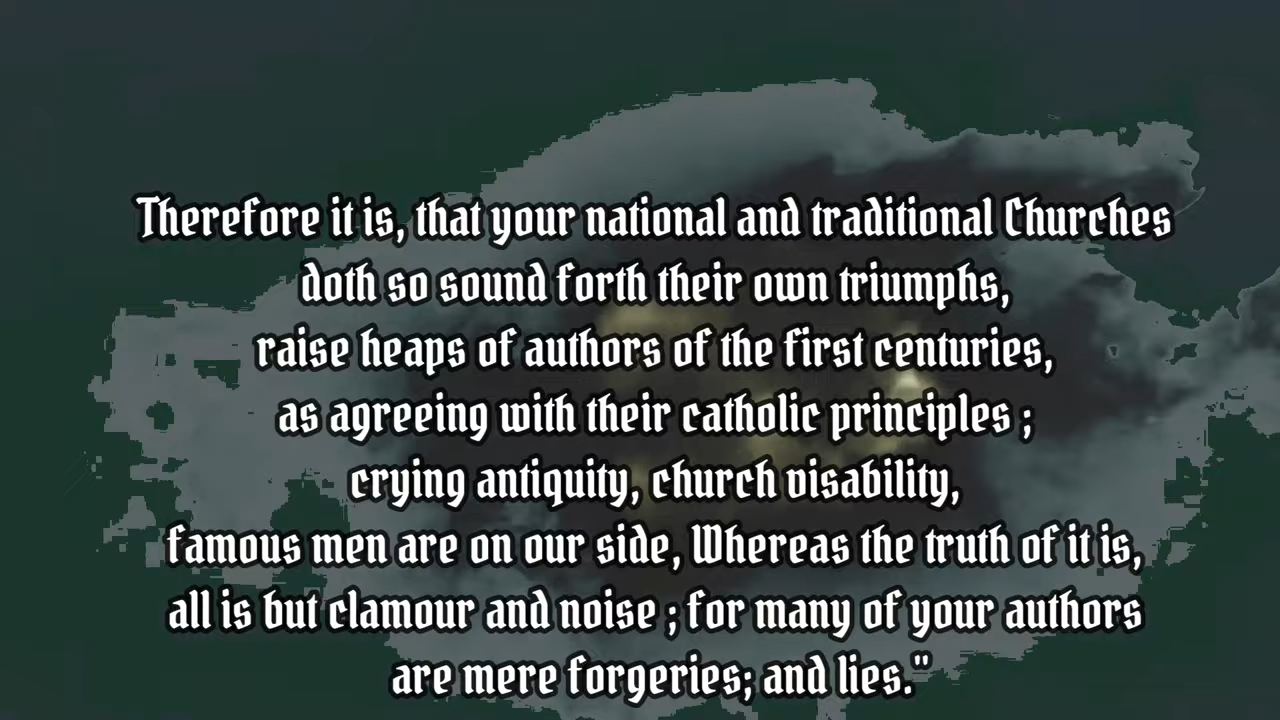 Therefore it is, that your national and traditional Churches
doth so sound forth their own triumphs,
raise heaps of authors of the first centuries,
as agreeing with their catholic principles ;
crying antiquity, church visability,
famous men are on our side, Whereas the truth of it is,
all is but clamour and noise ; for many of your authors
are mere forgeries; and lies."